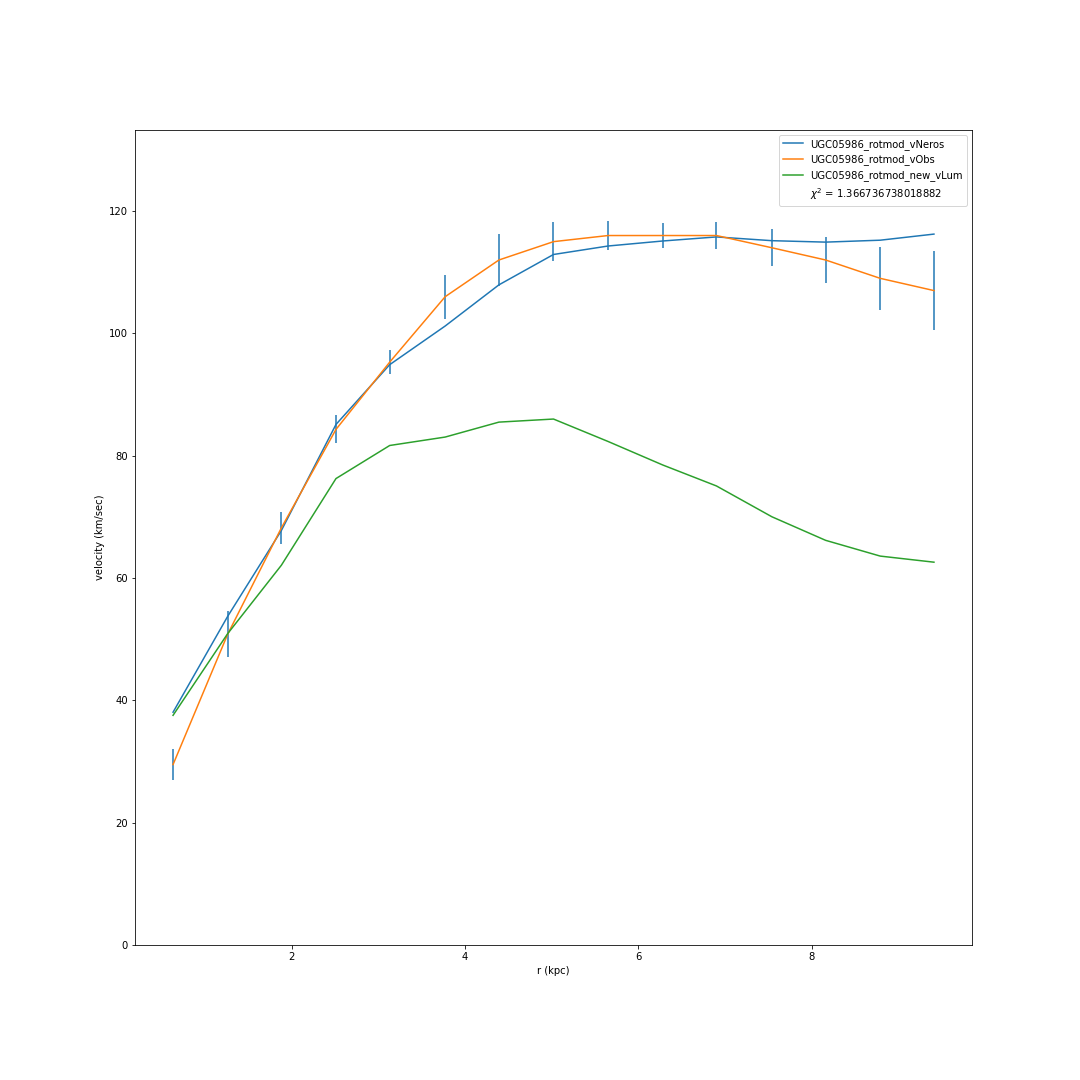 UGC05986_rotmod_vNeros
UGC05986_rotmod_vObs
UGC05986_rotmod_new_vLum
χ² = 1.366736738018882
120
100
80
60
40
20
0
velocity (km/sec)
2 4 6 8
r (kpc)